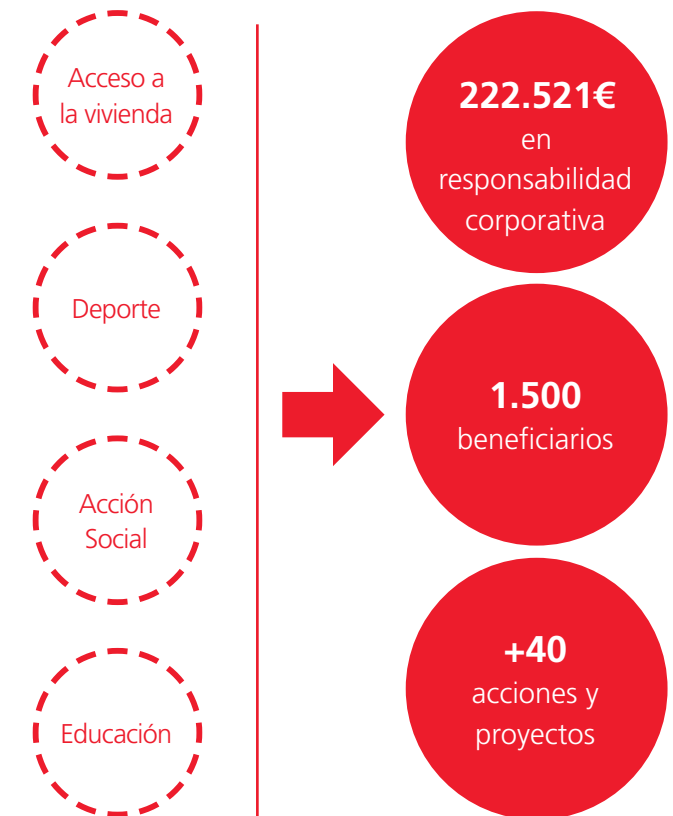 Acceso a
la vivienda
Deporte
Acción
Social
Educación
222.521€
en
responsabilidad
corporativa
1.500
beneficiarios
+40
acciones y
proyectos